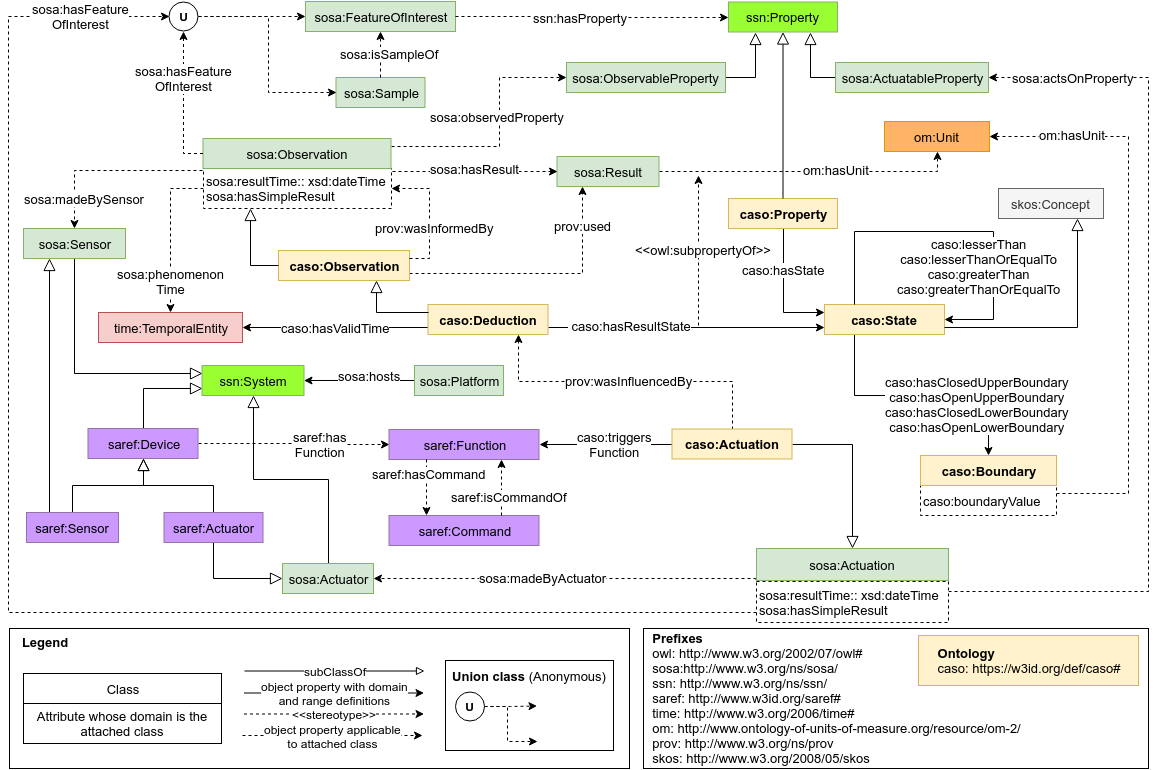 sosa:hasFeature
OfInterest
U
sosa:FeatureOfInterest
ssn:hasProperty
ssn:Property
sosa:isSampleOf
sosa:hasFeature
OfInterest
sosa:Sample
sosa:ObservableProperty
sosa:ActuatableProperty
sosa:actsOnProperty
sosa:observedProperty
om:Unit
om:hasUnit
sosa:Observation
sosa:resultTime:: xsd:dateTime
sosa:hasSimpleResult
sosa:hasResult
sosa:Result
om:hasUnit
sosa:madeBySensor
sosa:Sensor
prov:wasInformedBy
prov:used
caso:Property
skos:Concept
<<owl:subpropertyOf>>
caso:hasState
caso:lesserThan
caso:lesserThanOrEqualTo
caso:greaterThan
caso:greaterThanOrEqualTo
caso:Observation
sosa:phenomenon
Time
time:TemporalEntity
caso:hasValidTime
caso:Deduction
caso:hasResultState
caso:State
ssn:System
sosa:hosts
sosa:Platform
prov:wasInfluencedBy
caso:hasClosedUpperBoundary
caso:hasOpenUpperBoundary
caso:hasClosedLowerBoundary
caso:hasOpenLowerBoundary
saref:Device
saref:has
Function
saref:Function
caso:triggers
Function
caso:Actuation
caso:Boundary
caso:boundaryValue
saref:hasCommand
saref:isCommandOf
saref:Command
saref:Sensor
saref:Actuator
sosa:Actuator
sosa:madeByActuator
sosa:Actuation
sosa:resultTime:: xsd:dateTime
sosa:hasSimpleResult
Legend
Class
Attribute whose domain is the
attached class
subClassOf
object property with domain
and range definitions
<<stereotype>>
object property applicable
to attached class
Union class (Anonymous)
U
Prefixes
owl: http://www.w3.org/2002/07/owl#
sosa:http://www.w3.org/ns/sosa/
ssn: http://www.w3.org/ns/ssn/
saref: http://www.w3id.org/saref#
time: http://www.w3.org/2006/time#
om: http://www.ontology-of-units-of-measure.org/resource/om-2/
prov: http://www.w3.org/ns/prov
skos: http://www.w3.org/2008/05/skos
Ontology
caso: https://w3id.org/def/caso#